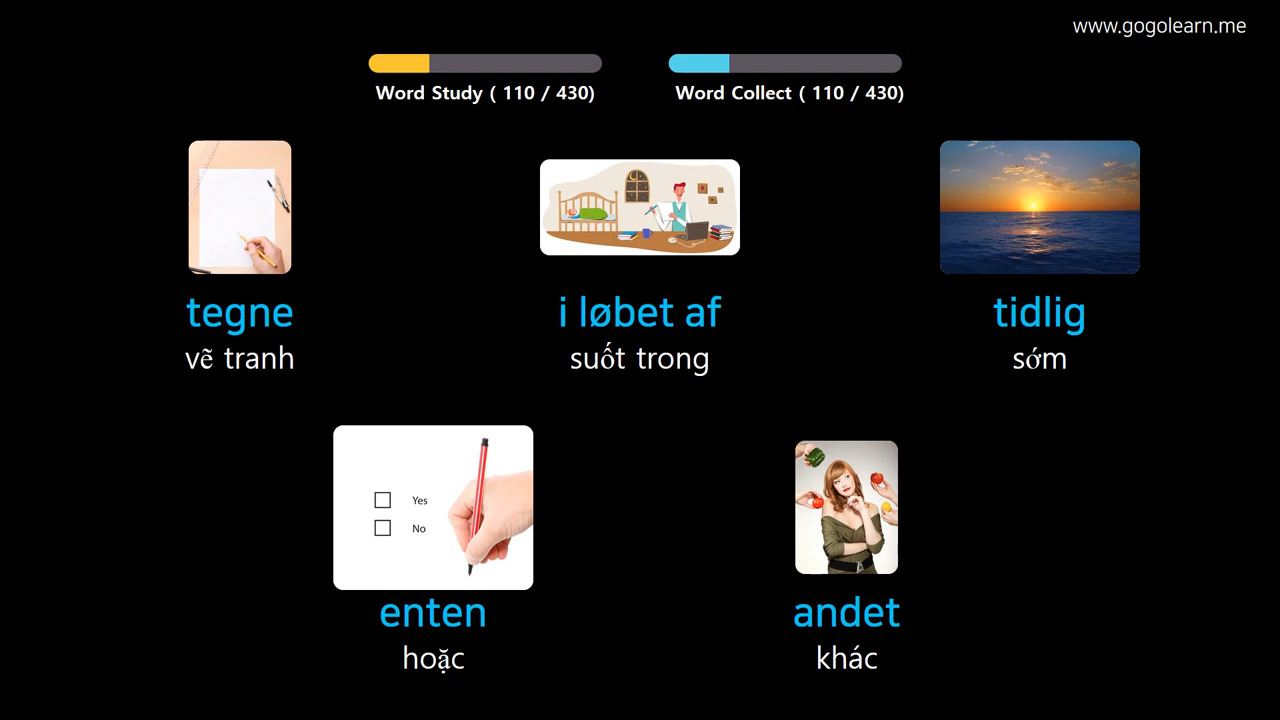 www.gogolearn.me
Word Study ( 110 / 430)
Word Collect ( 110 / 430)
tegne
vẽ tranh
i løbet af
suốt trong
tidlig
sớm
Yes
No
enten
hoặc
andet
khác